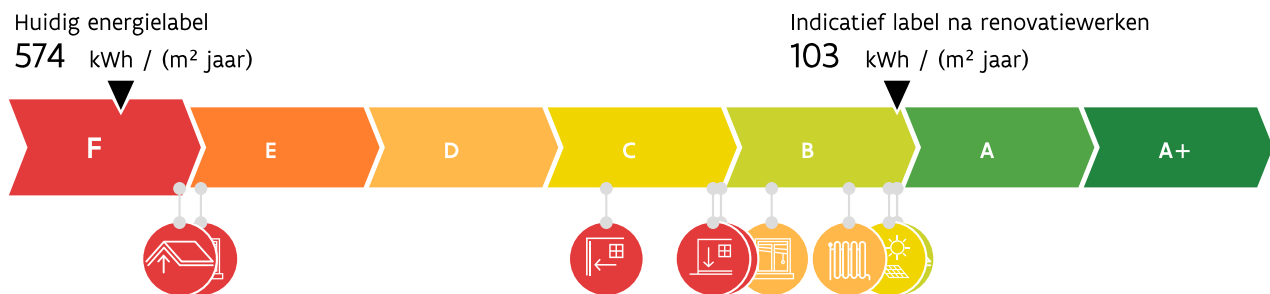 Huidig energielabel
574 kWh / (m² jaar)
Indicatief label na renovatiewerken
103 kWh / (m² jaar)
F E D C B A A+